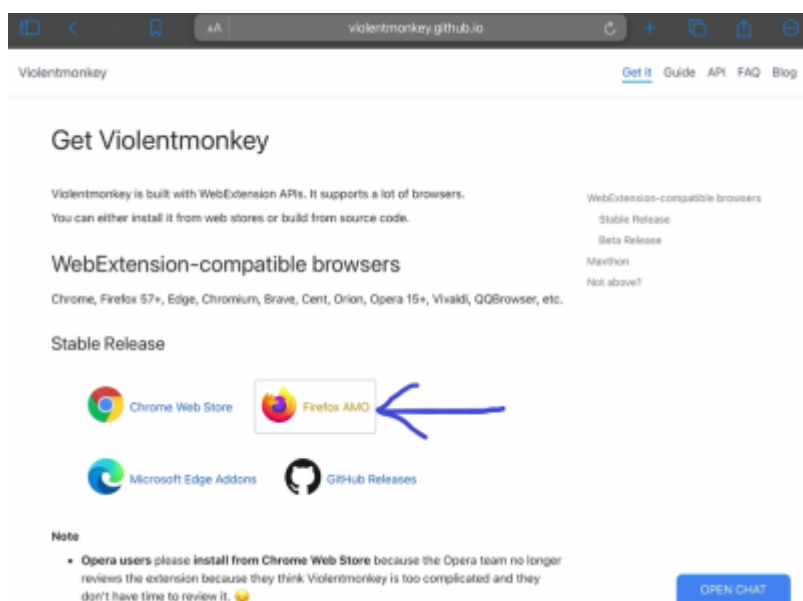 AA violentmonkey.github.io
Violentmonkey Get it Guide API FAQ Blog
Get Violentmonkey
Violentmonkey is built with WebExtension APIs. It supports a lot of browsers.
You can either install it from web stores or build from source code.
WebExtension-compatible browsers
Stable Release
Beta Release
Maxthon
Not above?
WebExtension-compatible browsers
Chrome, Firefox 57+, Edge, Chromium, Brave, Cent, Orion, Opera 15+, Vivaldi, QQBrowser, etc.
Stable Release
Chrome Web Store Firefox AMO
Microsoft Edge Addons GitHub Releases
Note
• Opera users please install from Chrome Web Store because the Opera team no longer
reviews the extension because they think Violentmonkey is too complicated and they
don't have time to review it. 😄
OPEN CHAT